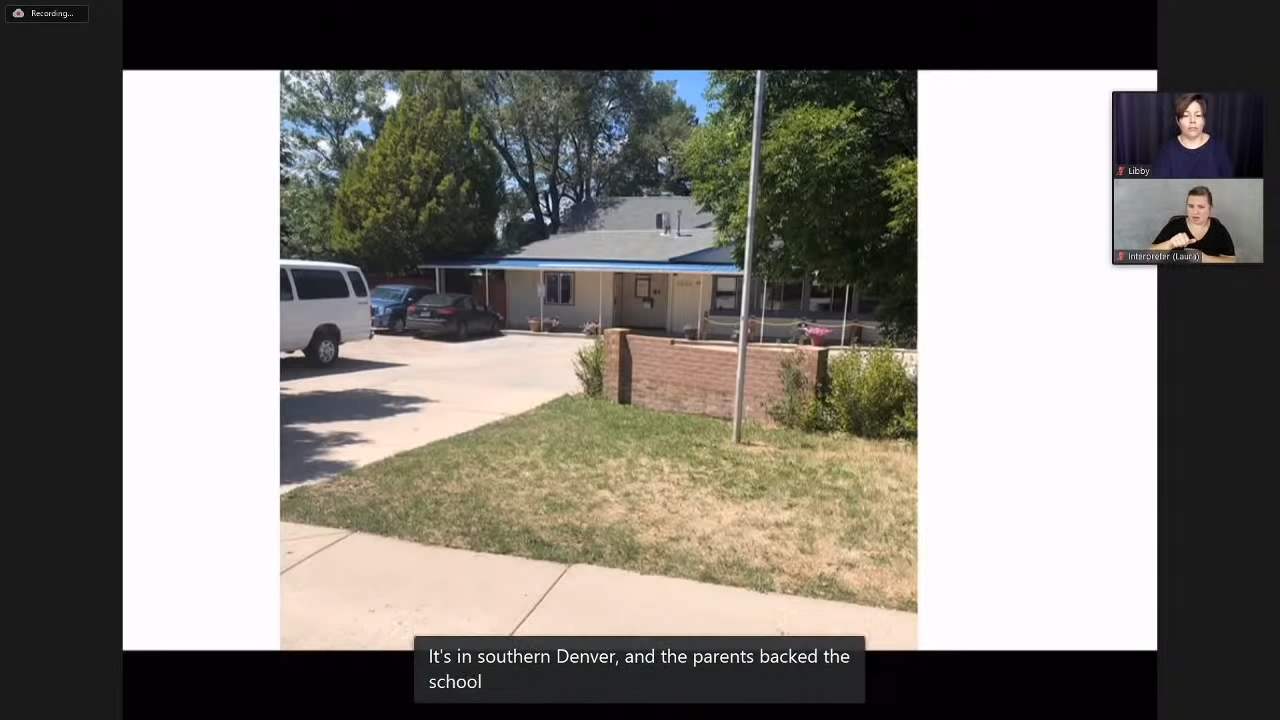 Recording...
Libby
Interpreter (Laura)
It's in southern Denver, and the parents backed the
school